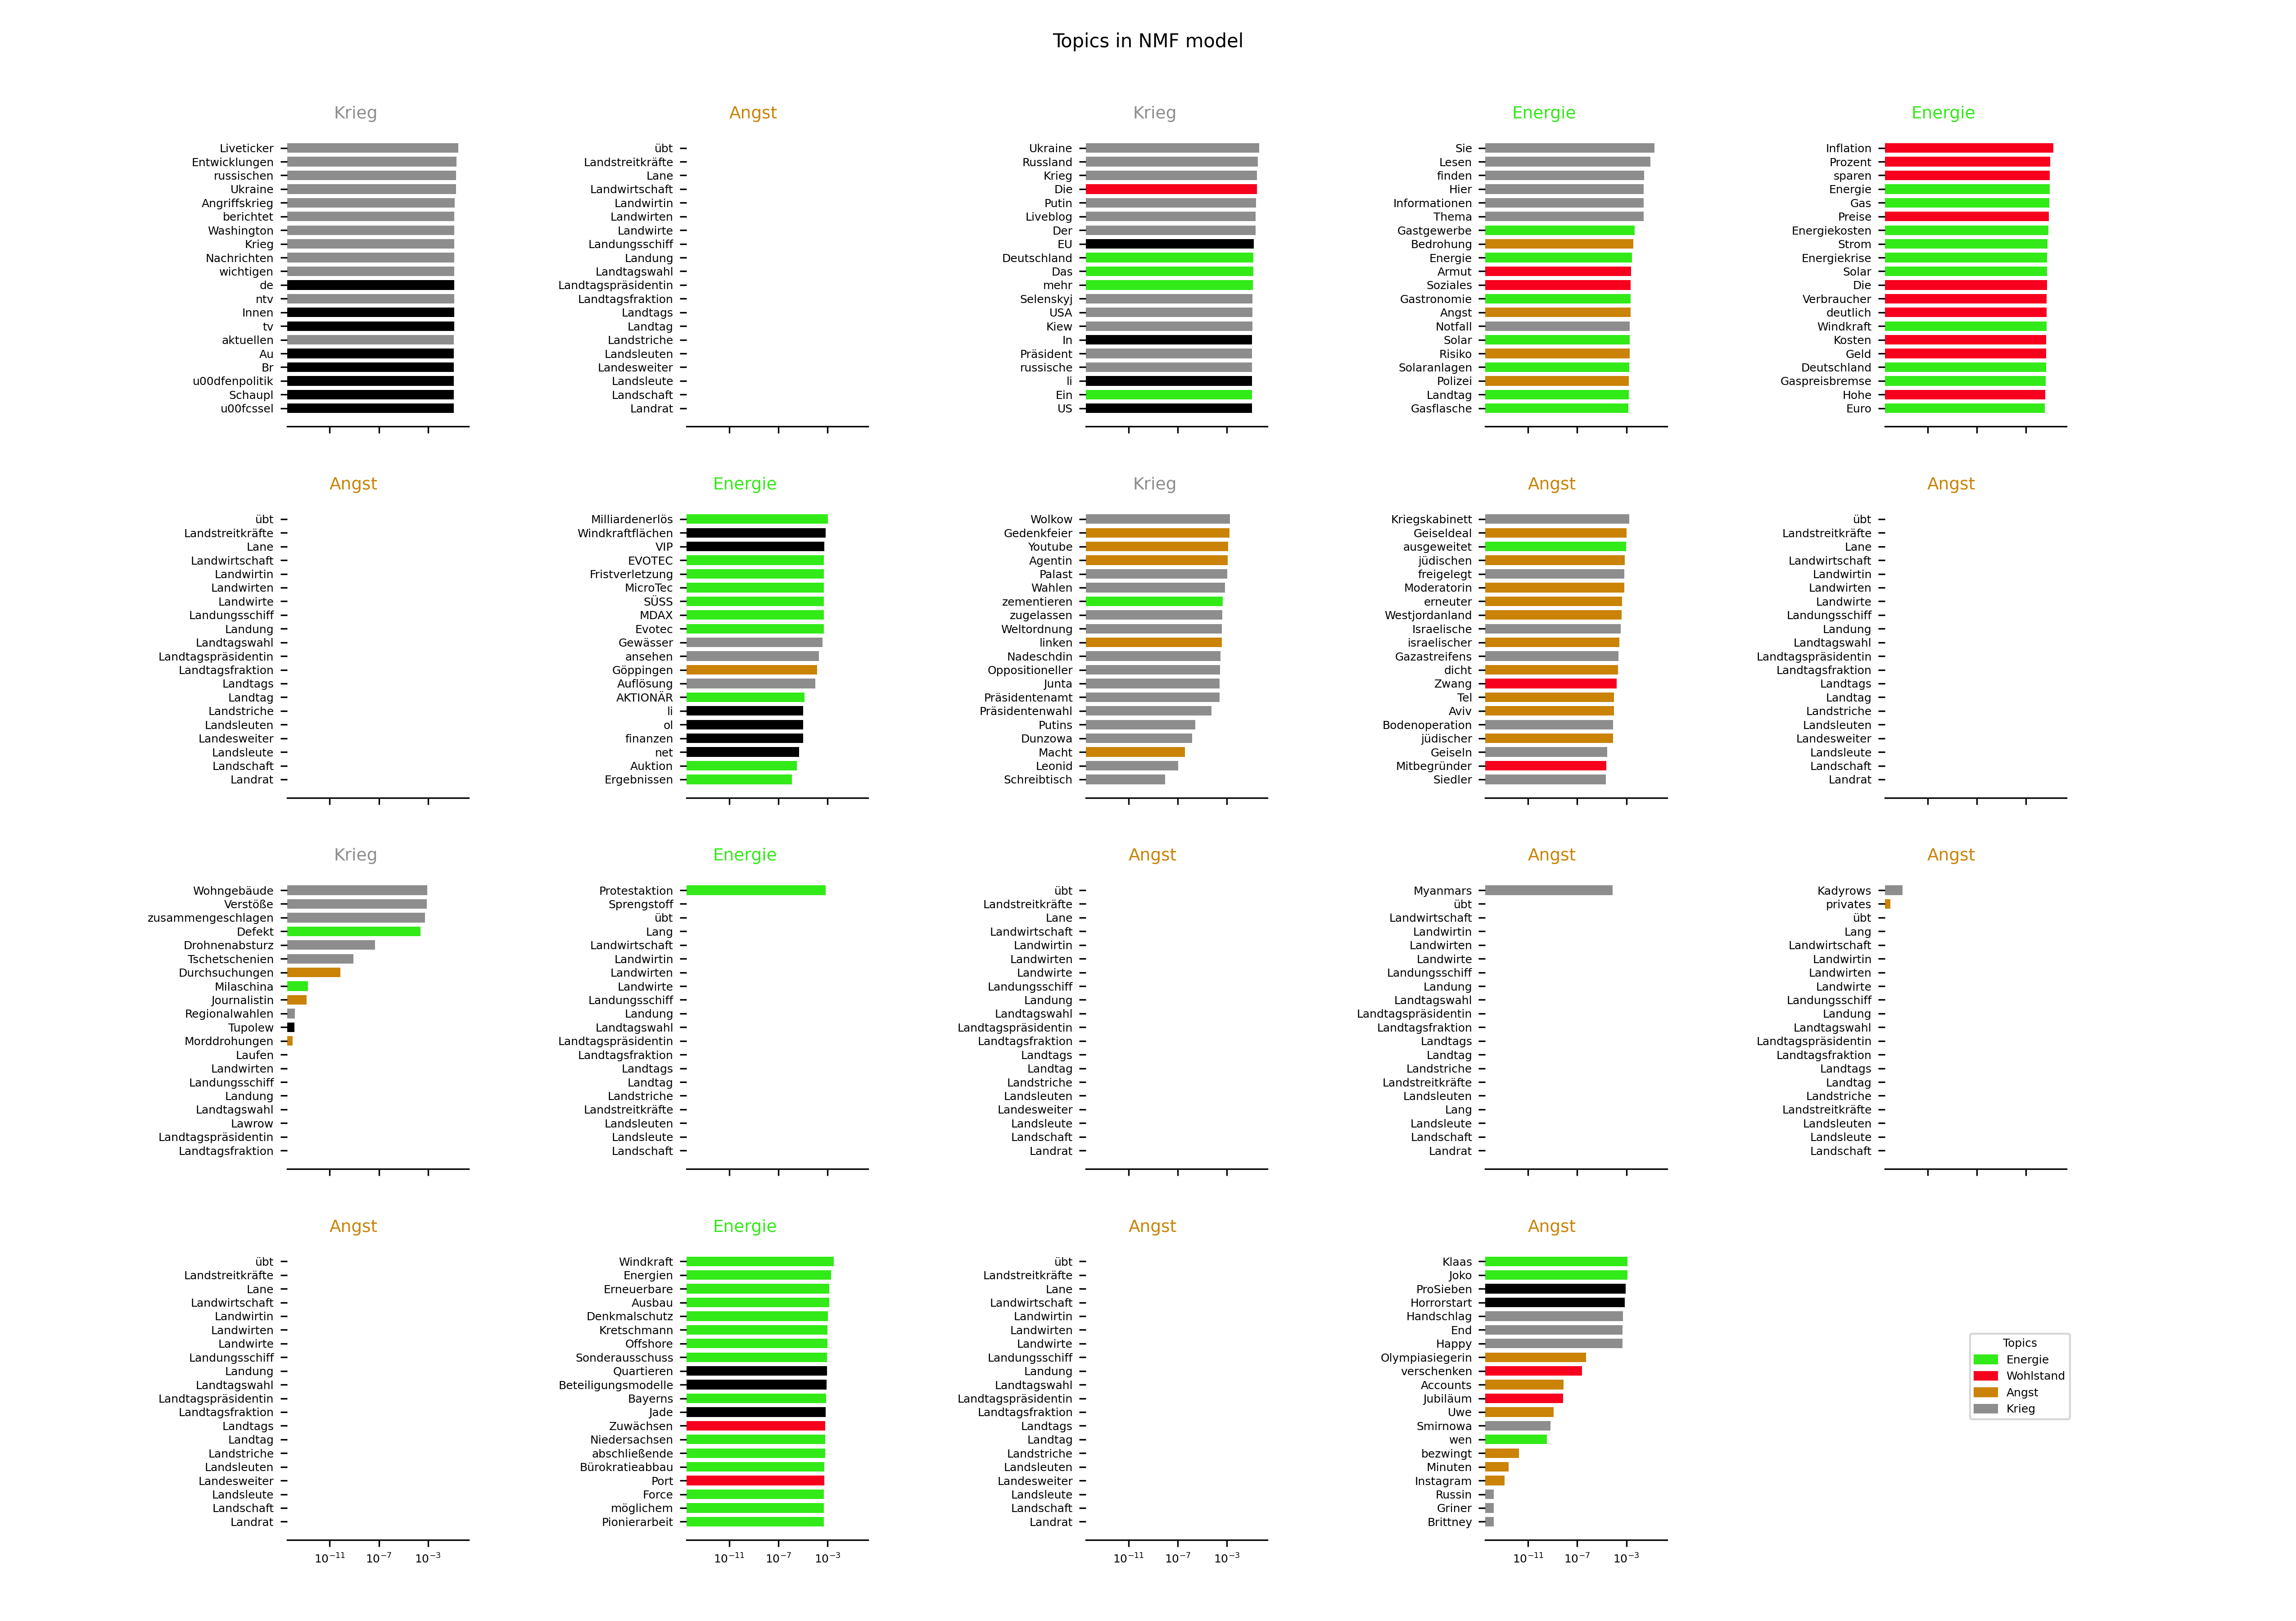 Topics in NMF model
Krieg
Liveticker
Entwicklungen
russischen
Ukraine
Angriffskrieg
berichtet
Washington
Krieg
Nachrichten
wichtigen
de
ntv
Innen
tv
aktuellen
Au
Br
u00dfenpolitik
Schaupl
u00fcssel
Angst
übt
Landstreitkräfte
Lane
Landwirtschaft
Landwirtin
Landwirten
Landwirte
Landungsschiff
Landung
Landtagswahl
Landtagspräsidentin
Landtagsfraktion
Landtags
Landtag
Landstriche
Landsleuten
Landesweiter
Landsleute
Landschaft
Landrat
Krieg
Ukraine
Russland
Krieg
Die
Putin
Liveblog
Der
EU
Deutschland
Das
mehr
Selenskyj
USA
Kiew
In
Präsident
russische
li
Ein
US
Energie
Sie
Lesen
finden
Hier
Informationen
Thema
Gastgewerbe
Bedrohung
Energie
Armut
Soziales
Gastronomie
Angst
Notfall
Solar
Risiko
Solaranlagen
Polizei
Landtag
Gasflasche
Energie
Inflation
Prozent
sparen
Energie
Gas
Preise
Energiekosten
Strom
Energiekrise
Solar
Die
Verbraucher
deutlich
Windkraft
Kosten
Geld
Deutschland
Gaspreisbremse
Hohe
Euro
Angst
übt
Landstreitkräfte
Lane
Landwirtschaft
Landwirtin
Landwirten
Landwirte
Landungsschiff
Landung
Landtagswahl
Landtagspräsidentin
Landtagsfraktion
Landtags
Landtag
Landstriche
Landsleuten
Landesweiter
Landsleute
Landschaft
Landrat
Energie
Milliardenerlös
Windkraftflächen
VIP
EVOTEC
Fristverletzung
MicroTec
SÜSS
MDAX
Evotec
Gewässer
ansehen
Göppingen
Auflösung
AKTIONÄR
li
ol
finanzen
net
Auktion
Ergebnissen
Krieg
Wolkow
Gedenkfeier
Youtube
Agentin
Palast
Wahlen
zementieren
zugelassen
Weltordnung
linken
Nadeschdin
Oppositioneller
Junta
Präsidentenamt
Präsidentenwahl
Putins
Dunzowa
Macht
Leonid
Schreibtisch
Angst
Kriegskabinett
Geiseldeal
ausgeweitet
jüdischen
freigelegt
Moderatorin
erneuter
Westjordanland
Israelische
israelischer
Gazastreifens
dicht
Zwang
Tel
Aviv
Bodenoperation
jüdischer
Geiseln
Mitbegründer
Siedler
Angst
übt
Landstreitkräfte
Lane
Landwirtschaft
Landwirtin
Landwirten
Landwirte
Landungsschiff
Landung
Landtagswahl
Landtagspräsidentin
Landtagsfraktion
Landtags
Landtag
Landstriche
Landsleuten
Landesweiter
Landsleute
Landschaft
Landrat
Krieg
Wohngebäude
Verstöße
zusammengeschlagen
Defekt
Drohnenabsturz
Tschetschenien
Durchsuchungen
Milaschina
Journalistin
Regionalwahlen
Tupolew
Morddrohungen
Laufen
Landwirten
Landungsschiff
Landung
Landtagswahl
Lawrow
Landtagspräsidentin
Landtagsfraktion
Energie
Protestaktion
Sprengstoff
übt
Lang
Landwirtschaft
Landwirtin
Landwirten
Landwirte
Landungsschiff
Landung
Landtagswahl
Landtagspräsidentin
Landtagsfraktion
Landtags
Landtag
Landstriche
Landstreitkräfte
Landsleuten
Landsleute
Landschaft
Angst
übt
Landstreitkräfte
Lane
Landwirtschaft
Landwirtin
Landwirten
Landwirte
Landungsschiff
Landung
Landtagswahl
Landtagspräsidentin
Landtagsfraktion
Landtags
Landtag
Landstriche
Landsleuten
Landesweiter
Landsleute
Landschaft
Landrat
Angst
Myanmars
übt
Landwirtschaft
Landwirtin
Landwirten
Landwirte
Landungsschiff
Landung
Landtagswahl
Landtagspräsidentin
Landtagsfraktion
Landtags
Landtag
Landstriche
Landstreitkräfte
Landsleuten
Lang
Landsleute
Landschaft
Landrat
Angst
Kadyrows
privates
übt
Lang
Landwirtschaft
Landwirtin
Landwirten
Landwirte
Landungsschiff
Landung
Landtagswahl
Landtagspräsidentin
Landtagsfraktion
Landtags
Landtag
Landstriche
Landstreitkräfte
Landsleuten
Landsleute
Landschaft
Angst
übt
Landstreitkräfte
Lane
Landwirtschaft
Landwirtin
Landwirten
Landwirte
Landungsschiff
Landung
Landtagswahl
Landtagspräsidentin
Landtagsfraktion
Landtags
Landtag
Landstriche
Landsleuten
Landesweiter
Landsleute
Landschaft
Landrat
10⁻¹¹ 10⁻⁷ 10⁻³
Energie
Windkraft
Energien
Erneuerbare
Ausbau
Denkmalschutz
Kretschmann
Offshore
Sonderausschuss
Quartieren
Beteiligungsmodelle
Bayerns
Jade
Zuwächsen
Niedersachsen
abschließende
Bürokratieabbau
Port
Force
möglichem
Pionierarbeit
10⁻¹¹ 10⁻⁷ 10⁻³
Angst
übt
Landstreitkräfte
Lane
Landwirtschaft
Landwirtin
Landwirten
Landwirte
Landungsschiff
Landung
Landtagswahl
Landtagspräsidentin
Landtagsfraktion
Landtags
Landtag
Landstriche
Landsleuten
Landesweiter
Landsleute
Landschaft
Landrat
10⁻¹¹ 10⁻⁷ 10⁻³
Angst
Klaas
Joko
ProSieben
Horrorstart
Handschlag
End
Happy
Olympiasiegerin
verschenken
Accounts
Jubiläum
Uwe
Smirnowa
wen
bezwingt
Minuten
Instagram
Russin
Griner
Brittney
10⁻¹¹ 10⁻⁷ 10⁻³
Topics
Energie
Wohlstand
Angst
Krieg